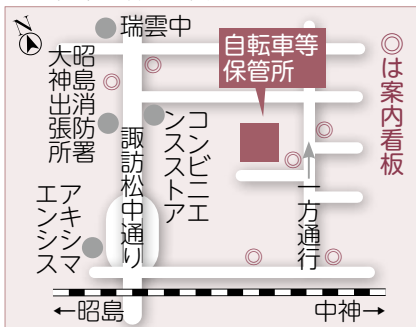 N
瑞雲中
自転車等
保管所
◎は案内看板
昭島消防署
大神出張所
コンビニエ
ンスストア
諏訪松中通り
一方通行
アキシマ
エンシス
←昭島
中神→